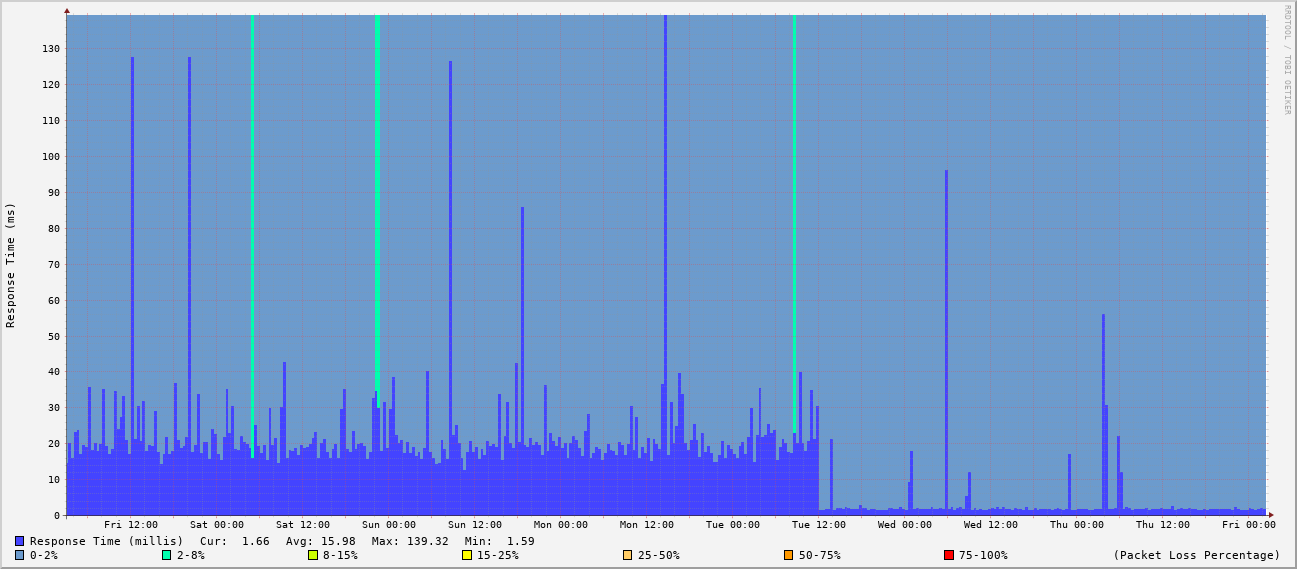 RRDTOOL / TOBI OETIKER
Response Time (ms)
130
120
110
100
90
80
70
60
50
40
30
20
10
0
Fri 12:00 Sat 00:00 Sat 12:00 Sun 00:00 Sun 12:00 Mon 00:00 Mon 12:00 Tue 00:00 Tue 12:00 Wed 00:00 Wed 12:00 Thu 00:00 Thu 12:00 Fri 00:00
Response Time (millis) Cur: 1.66 Avg: 15.98 Max: 139.32 Min: 1.59
0-2% 2-8% 8-15% 15-25% 25-50% 50-75% 75-100% (Packet Loss Percentage)